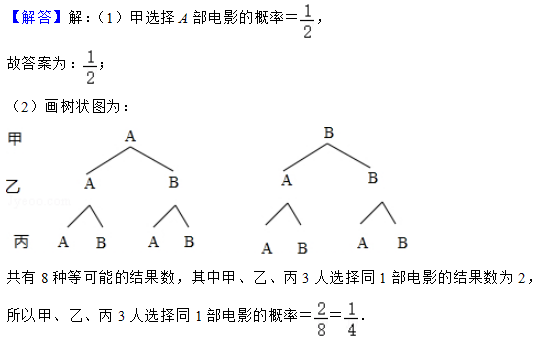 【解答】解：（1）甲选择 A 部电影的概率＝1/2，
故答案为：1/2；
（2）画树状图为：
甲 A B
乙 A B A B
丙 A B A B A B A B
共有 8 种等可能的结果数，其中甲、乙、丙 3 人选择同 1 部电影的结果数为 2，
所以甲、乙、丙 3 人选择同 1 部电影的概率＝2/8＝1/4．